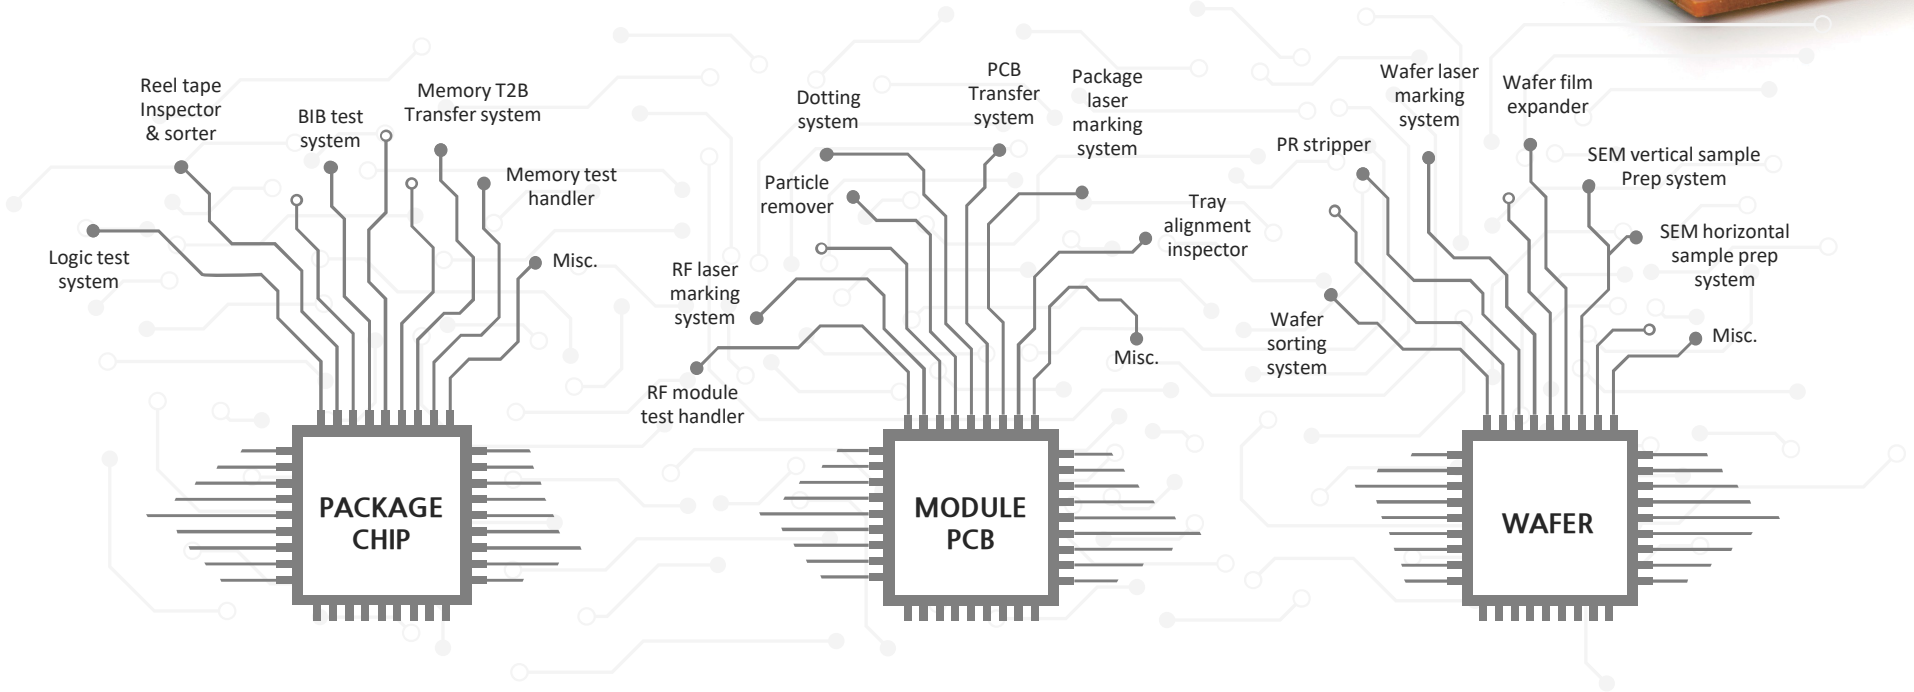 Reel tape
Inspector
& sorter
BIB test
system
Memory T2B
Transfer system
Memory test
handler
Logic test
system
Misc.
PACKAGE
CHIP
Dotting
system
PCB
Transfer
system
Package
laser
marking
system
Particle
remover
Tray
alignment
inspector
RF laser
marking
system
RF module
test handler
Misc.
MODULE
PCB
Wafer laser
marking
system
Wafer film
expander
PR stripper
SEM vertical sample
Prep system
SEM horizontal
sample prep
system
Wafer
sorting
system
Misc.
WAFER